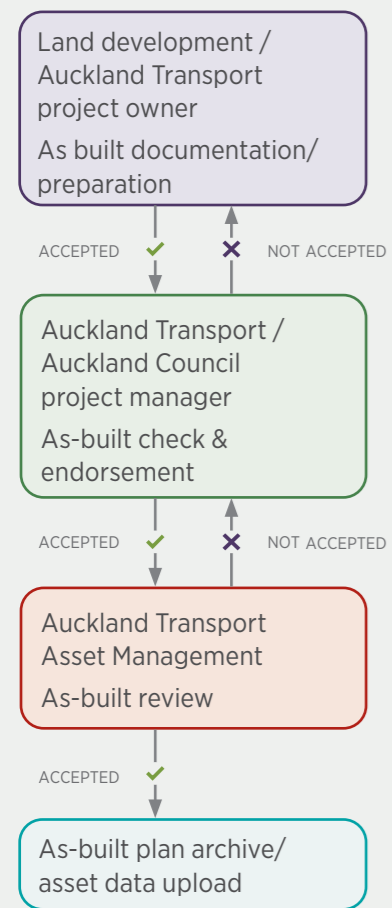 Land development /
Auckland Transport
project owner
As built documentation/
preparation
ACCEPTED
NOT ACCEPTED
Auckland Transport /
Auckland Council
project manager
As-built check &
endorsement
ACCEPTED
NOT ACCEPTED
Auckland Transport
Asset Management
As-built review
ACCEPTED
As-built plan archive/
asset data upload